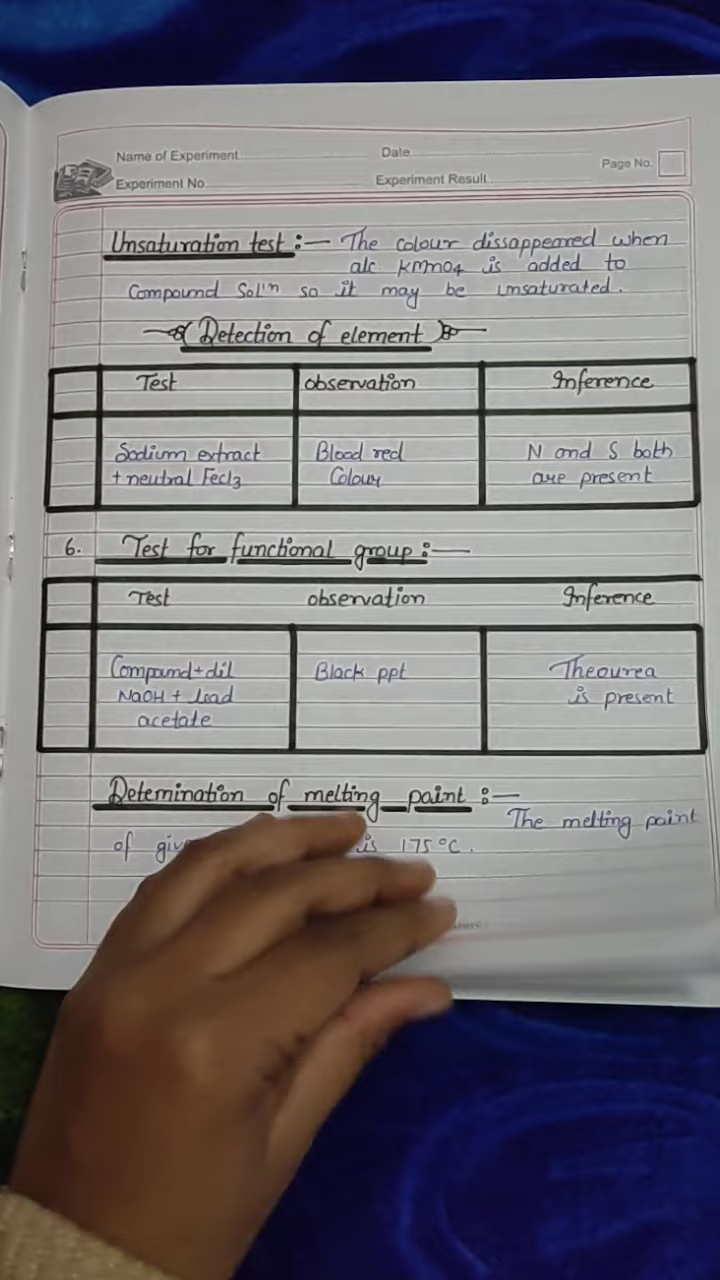 Name of Experiment Date
Page No.
Experiment No. Experiment Result
Unsaturation test :— The colour dissappeared when
alc KMnO4 is added to
Compound Sol'n so it may be unsaturated.
Detection of element
Test observation Inference
Sodium extract Blood red N and S both
+ neutral FeCl3 Colour are present
6. Test for functional group :—
Test observation Inference
Compound + dil Black ppt Theourea
NaOH + lead is present
acetate
Detemination of melting point :—
The melting point
of is 175°C.